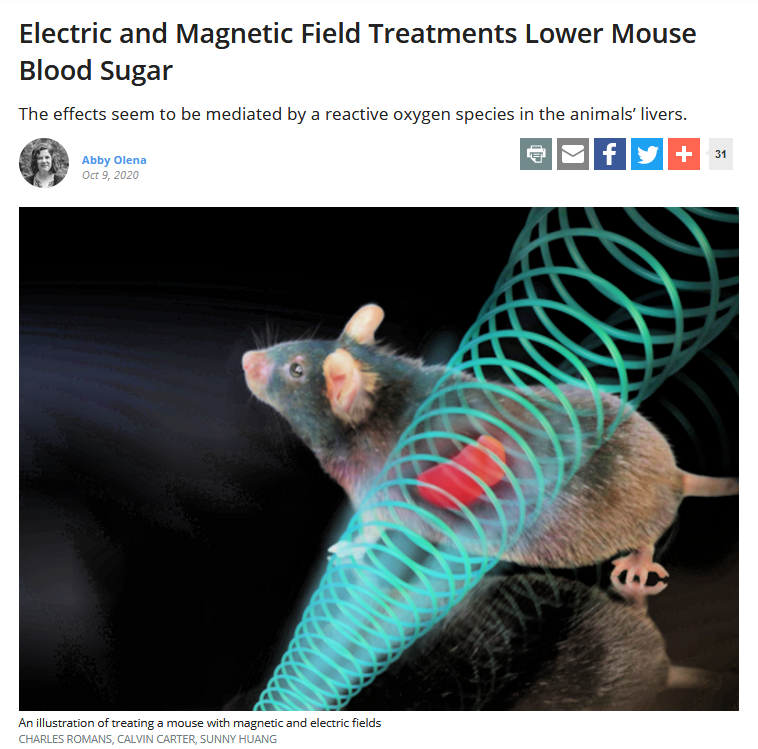 Electric and Magnetic Field Treatments Lower Mouse
Blood Sugar
The effects seem to be mediated by a reactive oxygen species in the animals’ livers.
Abby Olena
Oct 9, 2020
31
An illustration of treating a mouse with magnetic and electric fields
CHARLES ROMANS, CALVIN CARTER, SUNNY HUANG